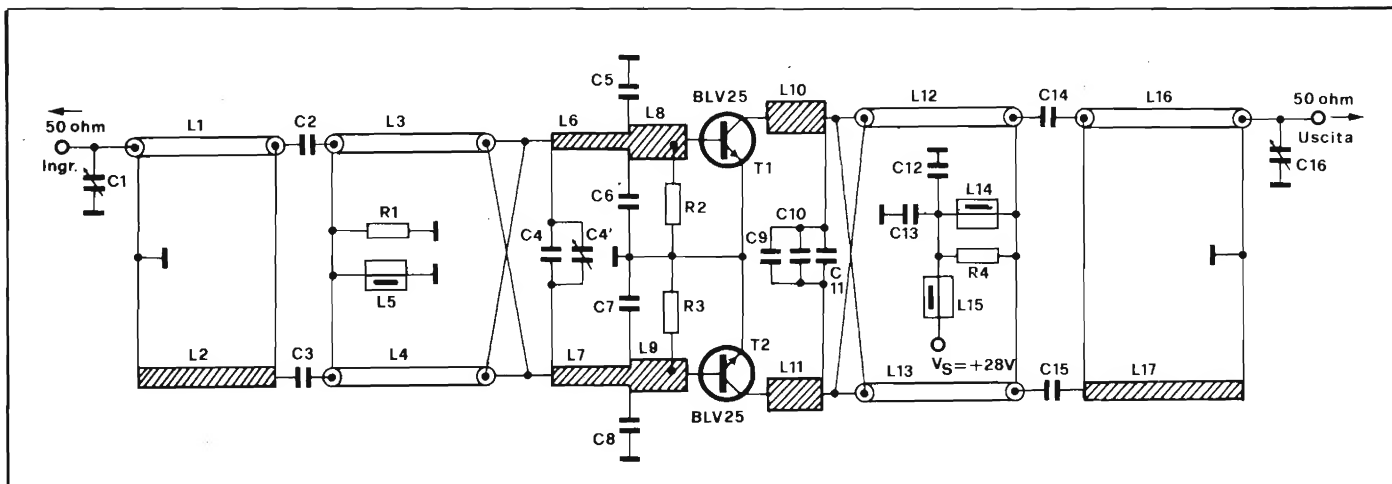 50 ohm
Ingr.
C1
L1
L2
C2
C3
L3
R1
L5
L4
C5
L6
L8
C6
C4
C4'
C7
R2
R3
L7
L9
C8
BLV25
T1
T2
BLV25
L10
C10
C9
C
11
L11
L12
C12
C13
L14
R4
L15
VS=+28V
L13
C14
C15
L16
L17
50 ohm
Uscita
C16